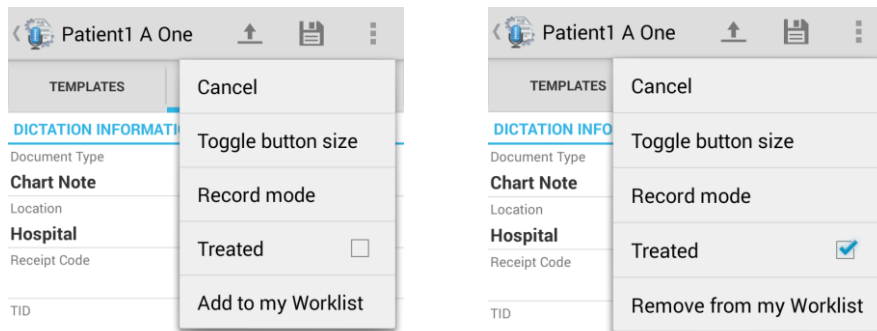 Patient1 A One
TEMPLATES
Cancel
DICTATION INFORMATI
Toggle button size
Document Type
Chart Note
Record mode
Location
Hospital
Treated
Receipt Code
Add to my Worklist
TID
Patient1 A One
TEMPLATES
Cancel
DICTATION INFO
Toggle button size
Document Type
Chart Note
Record mode
Location
Hospital
Treated
Receipt Code
Remove from my Worklist
TID